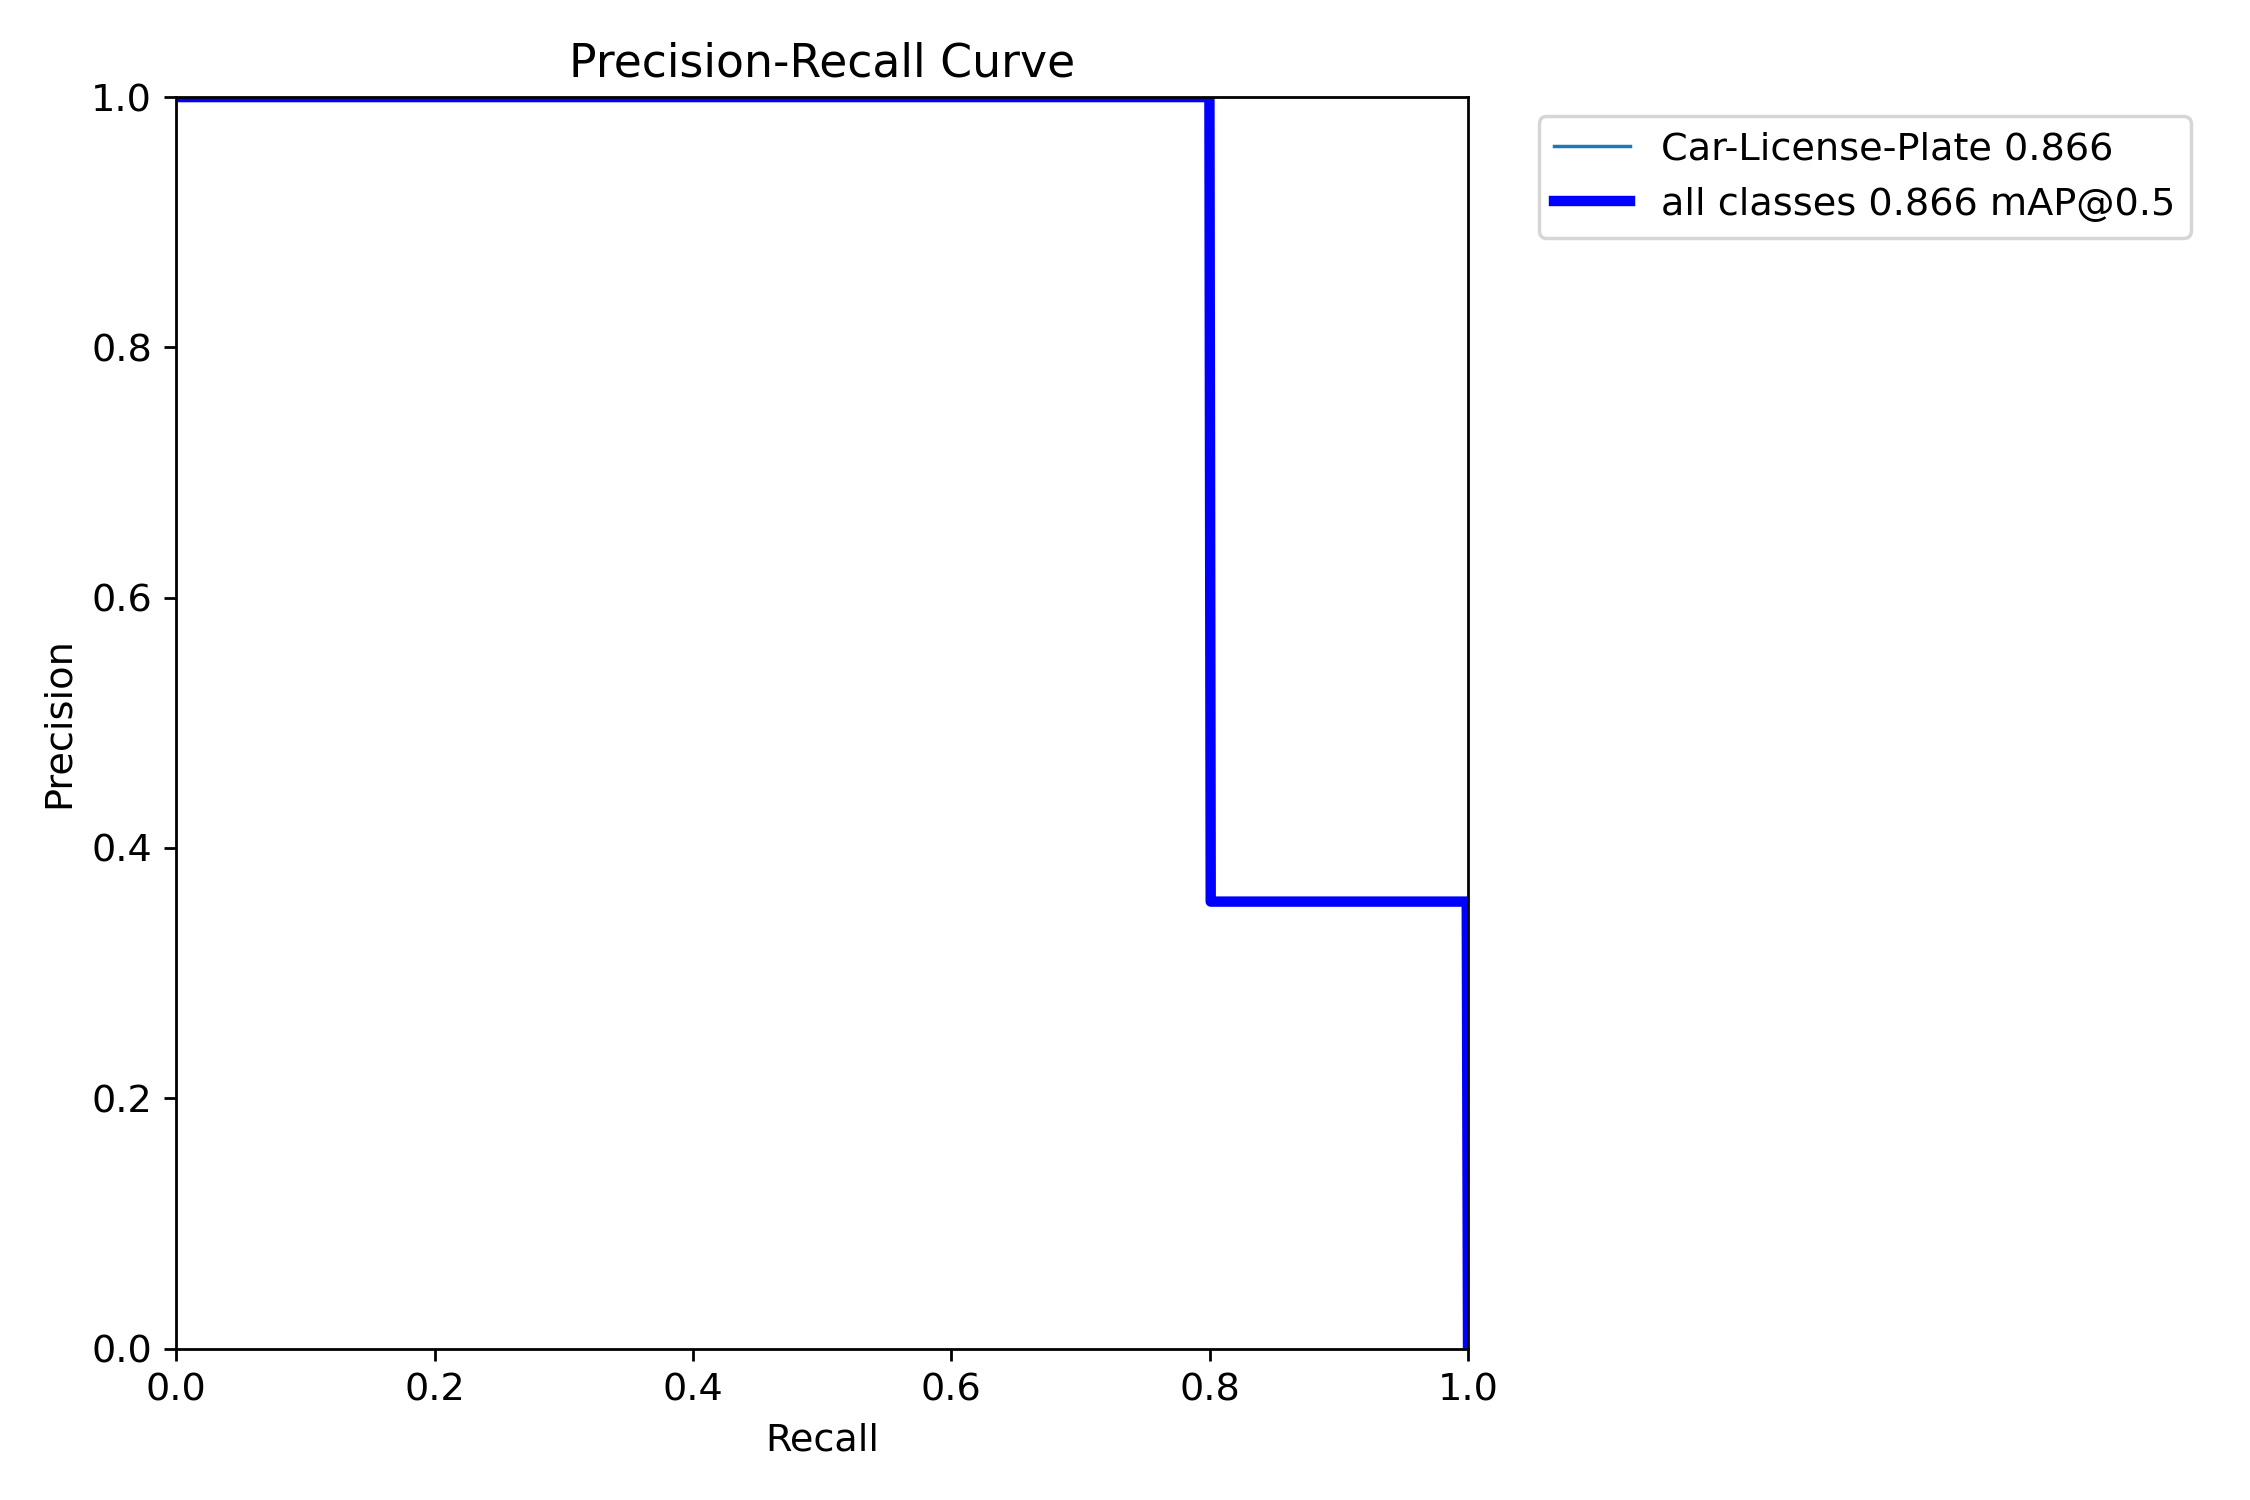 Precision-Recall Curve
Car-License-Plate 0.866
all classes 0.866 mAP@0.5
1.0
0.8
0.6
0.4
0.2
0.0
Precision
0.0 0.2 0.4 0.6 0.8 1.0
Recall